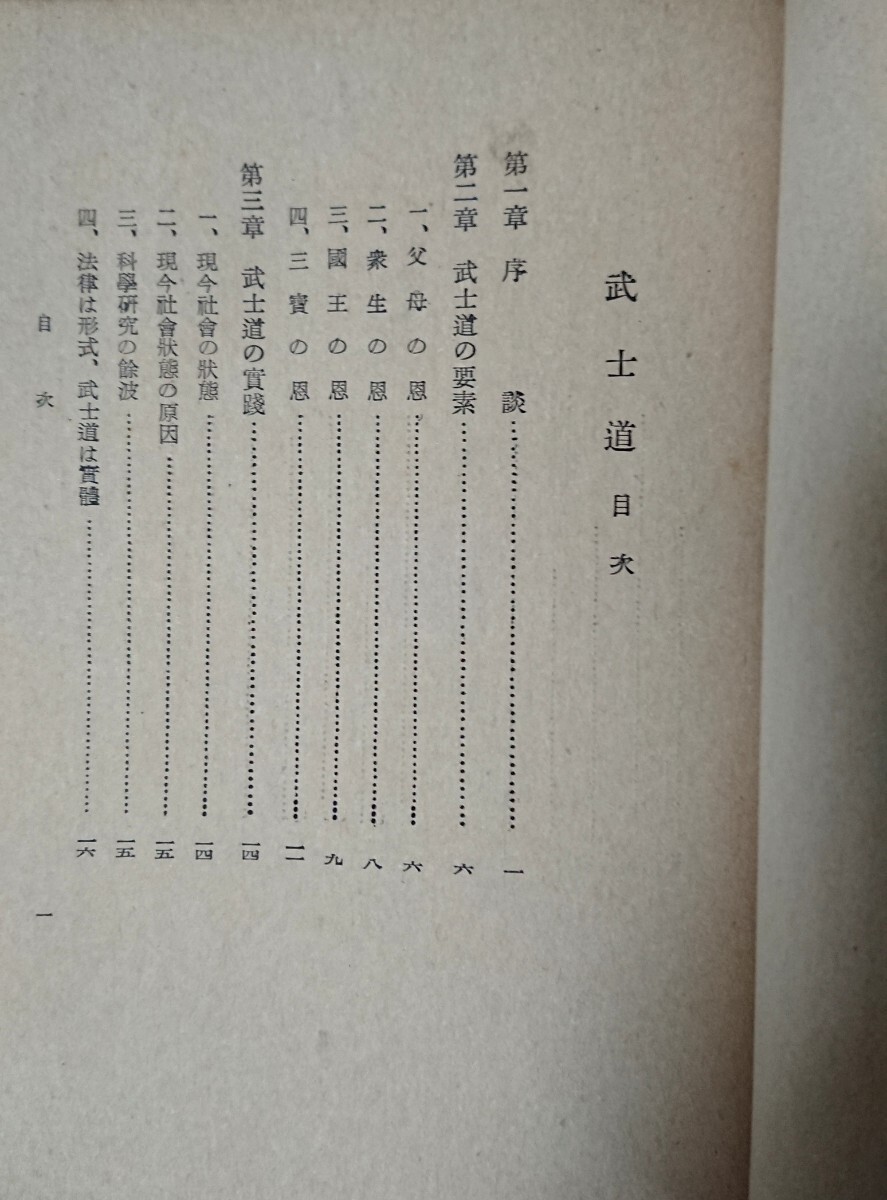 武士道目次
第一章 序談……………一
第二章 武士道の要素……………六
一、父母の恩……………六
二、衆生の恩……………八
三、國王の恩……………九
四、三寶の恩……………一一
第三章 武士道の實踐……………一四
一、現今社會の狀態……………一四
二、現今社會狀態の原因……………一五
三、科學硏究の餘波……………一五
四、法律は形式、武士道は實體……………一六
目次 一